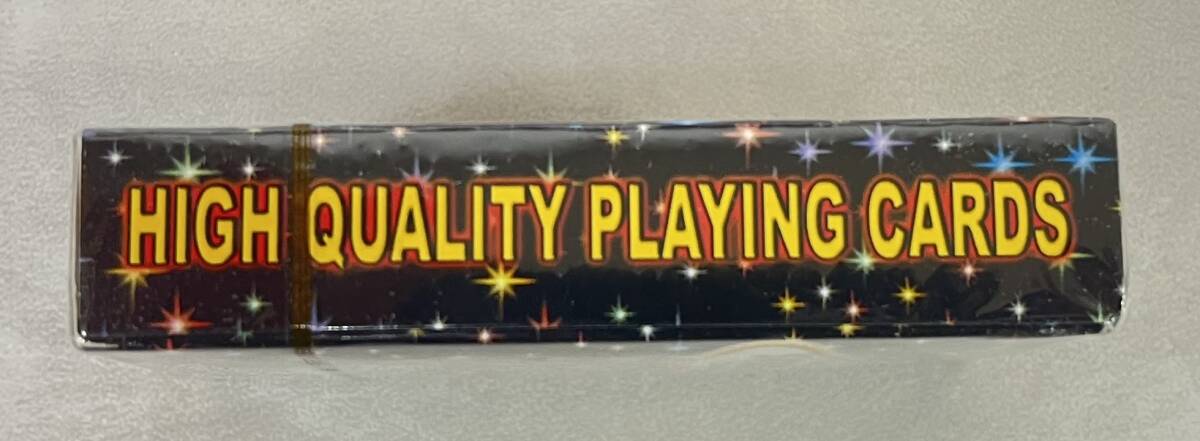 HIGH QUALITY PLAYING CARDS